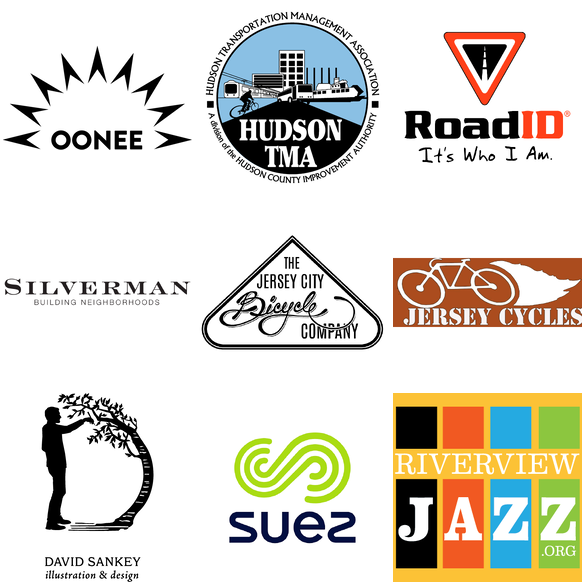 OONEE
HUDSON TRANSPORTATION MANAGEMENT ASSOCIATION
HUDSON
TMA
A division of the HUDSON COUNTY IMPROVEMENT AUTHORITY
RoadID®
It's Who I Am.
SILVERMAN
BUILDING NEIGHBORHOODS
THE
JERSEY CITY
Bicycle
COMPANY
JERSEY CYCLES
DAVID SANKEY
illustration & design
suez
RIVERVIEW
JAZZ
.ORG